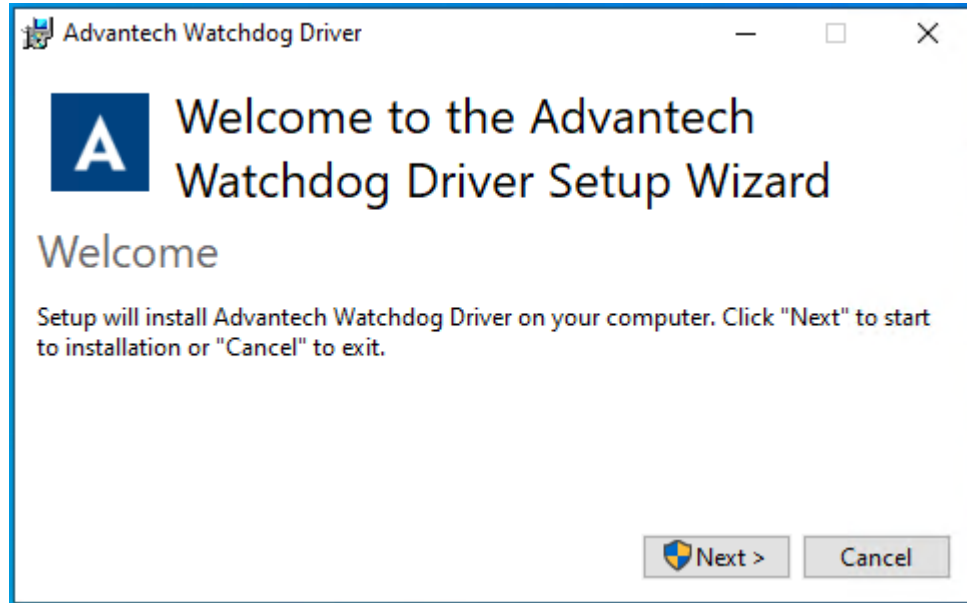 Advantech Watchdog Driver
A
Welcome to the Advantech
Watchdog Driver Setup Wizard
Welcome
Setup will install Advantech Watchdog Driver on your computer. Click "Next" to start
to installation or "Cancel" to exit.
Next >
Cancel